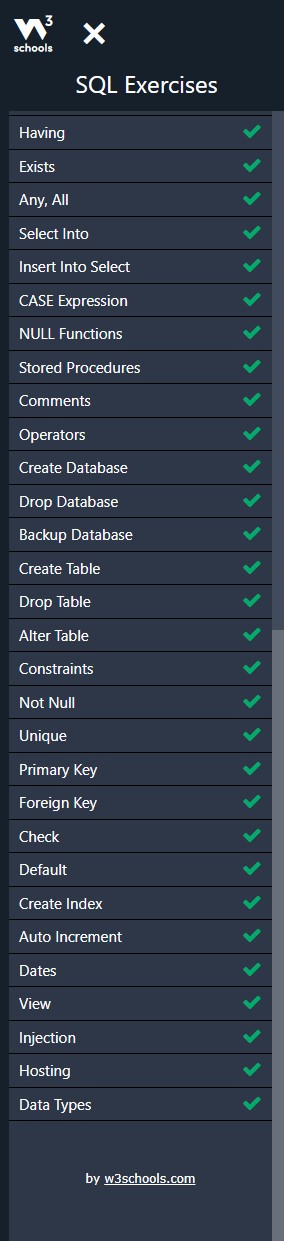 w3
schools
SQL Exercises
Having
Exists
Any, All
Select Into
Insert Into Select
CASE Expression
NULL Functions
Stored Procedures
Comments
Operators
Create Database
Drop Database
Backup Database
Create Table
Drop Table
Alter Table
Constraints
Not Null
Unique
Primary Key
Foreign Key
Check
Default
Create Index
Auto Increment
Dates
View
Injection
Hosting
Data Types
by w3schools.com